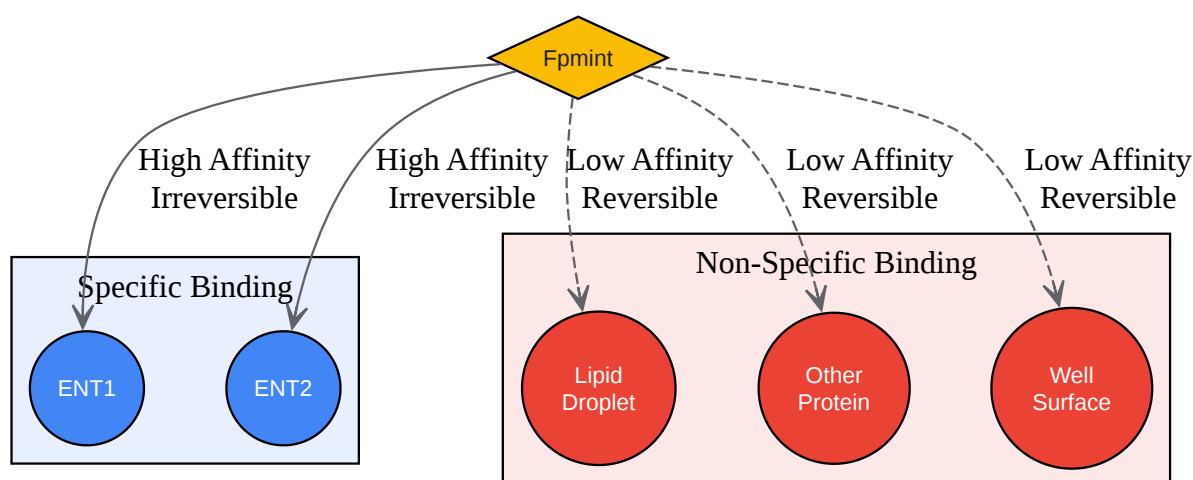 Fpmint
High Affinity
Irreversible
High Affinity
Irreversible
Low Affinity
Reversible
Low Affinity
Reversible
Low Affinity
Reversible
Specific Binding
Non-Specific Binding
ENT1
ENT2
Lipid
Droplet
Other
Protein
Well
Surface